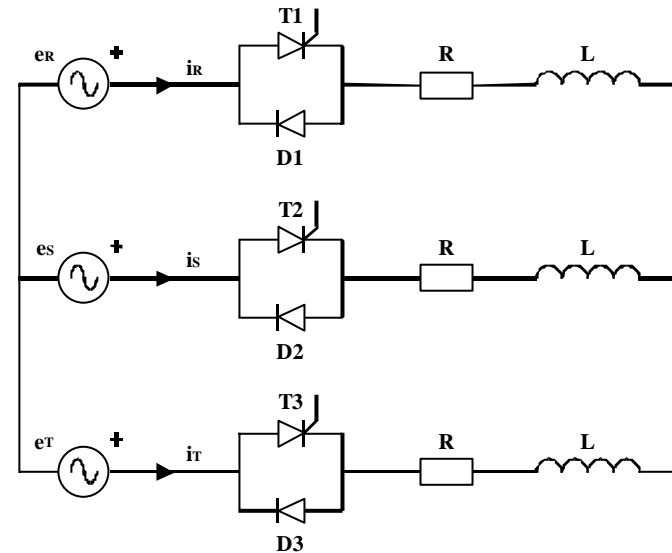 T1
eR + iR R L
D1
T2
eS + iS R L
D2
T3
eT + iT R L
D3